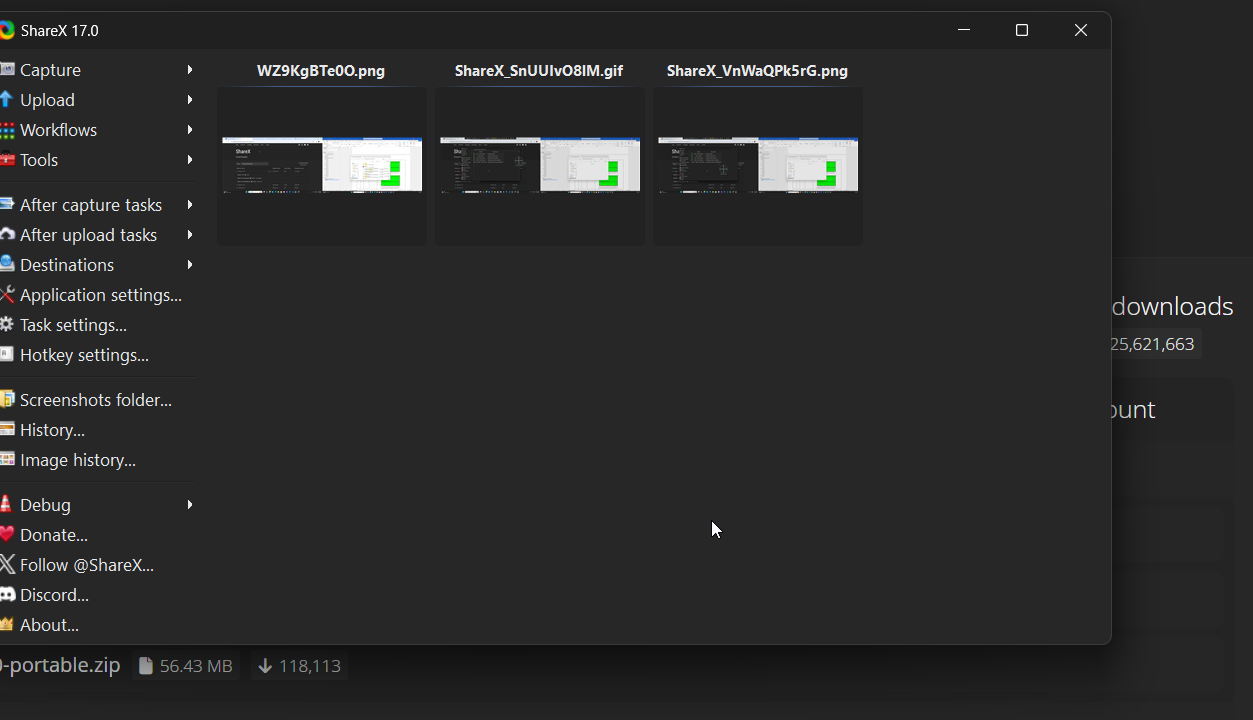 ShareX 17.0
Capture
Upload
Workflows
Tools
After capture tasks
After upload tasks
Destinations
Application settings...
Task settings...
Hotkey settings...
Screenshots folder...
History...
Image history...
Debug
Donate...
Follow @ShareX...
Discord...
About...
WZ9KgBTe0O.png
ShareX_SnUUIvO8IM.gif
ShareX_VnWaQPk5rG.png
ShareX
downloads
25,621,663
ount
-portable.zip
56.43 MB
118,113